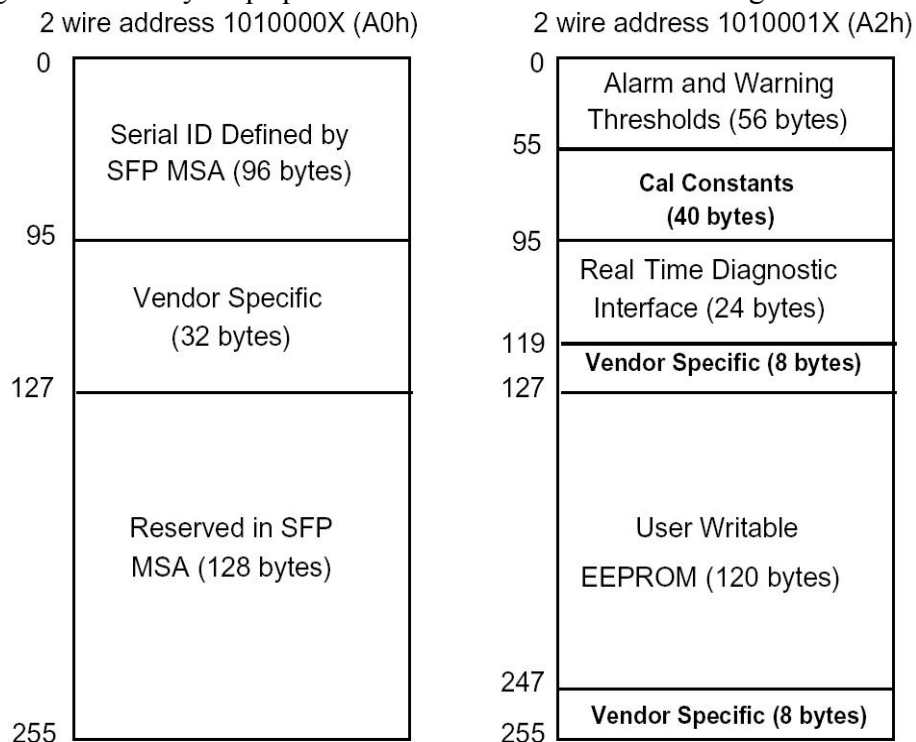 2 wire address 1010000X (A0h)
0
Serial ID Defined by
SFP MSA (96 bytes)
95
Vendor Specific
(32 bytes)
127
Reserved in SFP
MSA (128 bytes)
255
2 wire address 1010001X (A2h)
0
Alarm and Warning
Thresholds (56 bytes)
55
Cal Constants
(40 bytes)
95
Real Time Diagnostic
Interface (24 bytes)
119
Vendor Specific (8 bytes)
127
User Writable
EEPROM (120 bytes)
247
Vendor Specific (8 bytes)
255